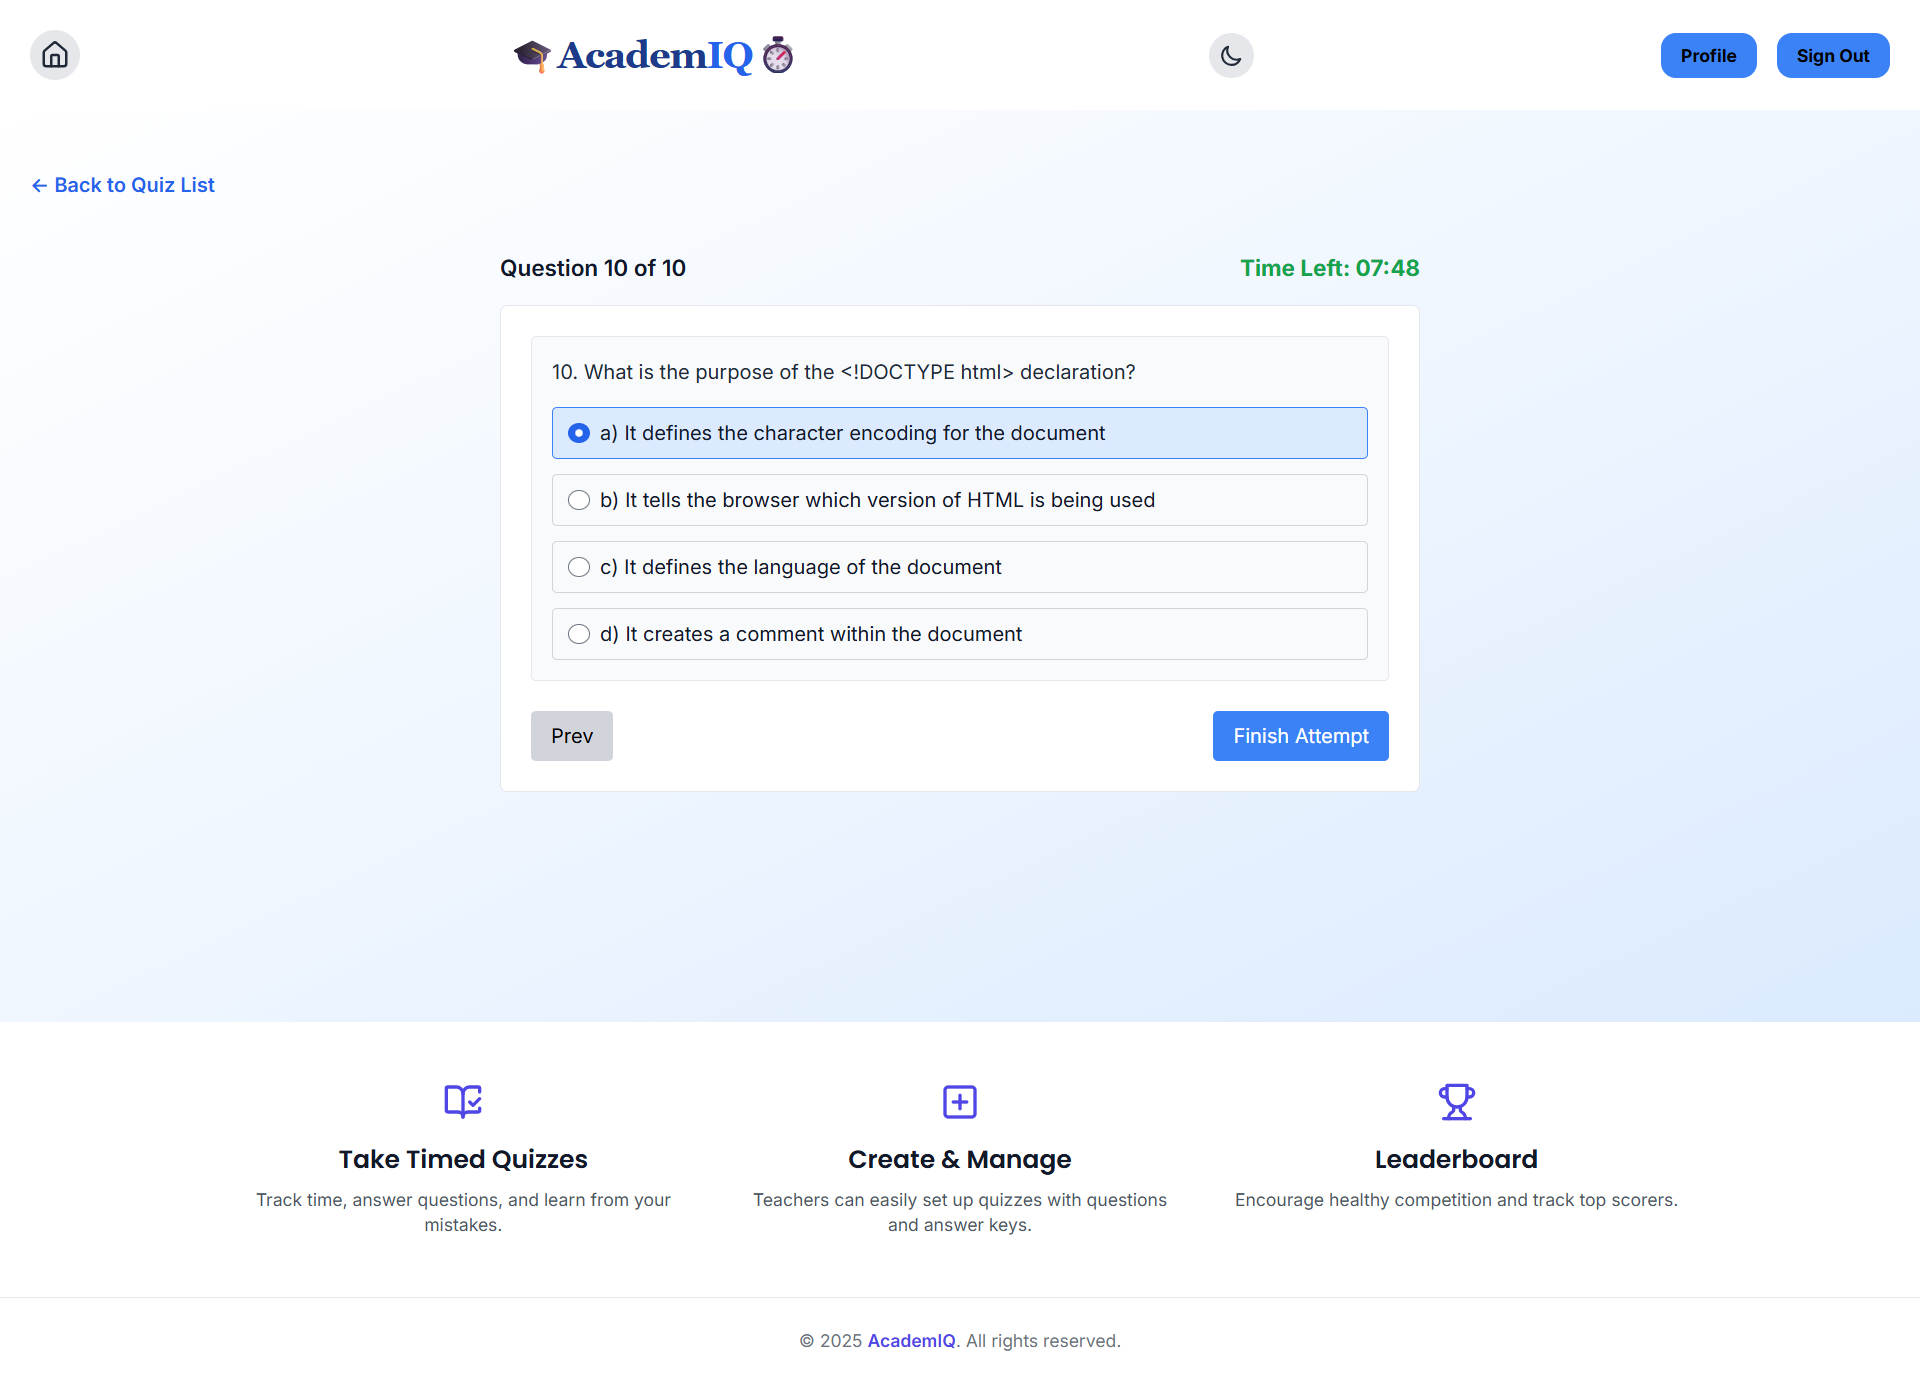 AcademIQ
Profile
Sign Out
← Back to Quiz List
Question 10 of 10
Time Left: 07:48
10. What is the purpose of the <!DOCTYPE html> declaration?
a) It defines the character encoding for the document
b) It tells the browser which version of HTML is being used
c) It defines the language of the document
d) It creates a comment within the document
Prev
Finish Attempt
Take Timed Quizzes
Track time, answer questions, and learn from your
mistakes.
Create & Manage
Teachers can easily set up quizzes with questions
and answer keys.
Leaderboard
Encourage healthy competition and track top scorers.
© 2025 AcademIQ. All rights reserved.